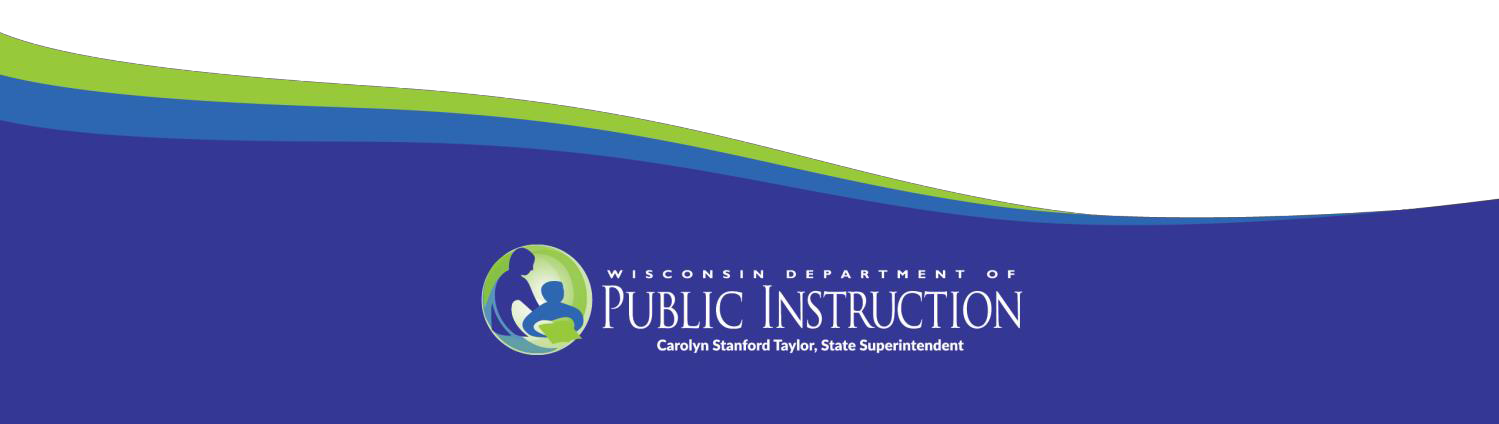 WISCONSIN DEPARTMENT OF
PUBLIC INSTRUCTION
Carolyn Stanford Taylor, State Superintendent